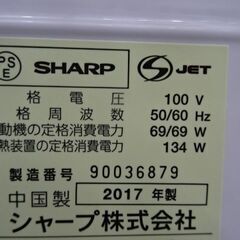 PS
E
SHARP
S JET
格電圧 100 V
格周波数 50/60 Hz
動機の定格消費電力 69/69 W
熱装置の定格消費電力 134 W
製造番号 90036879
中国製 2017 年製
シャープ株式会社